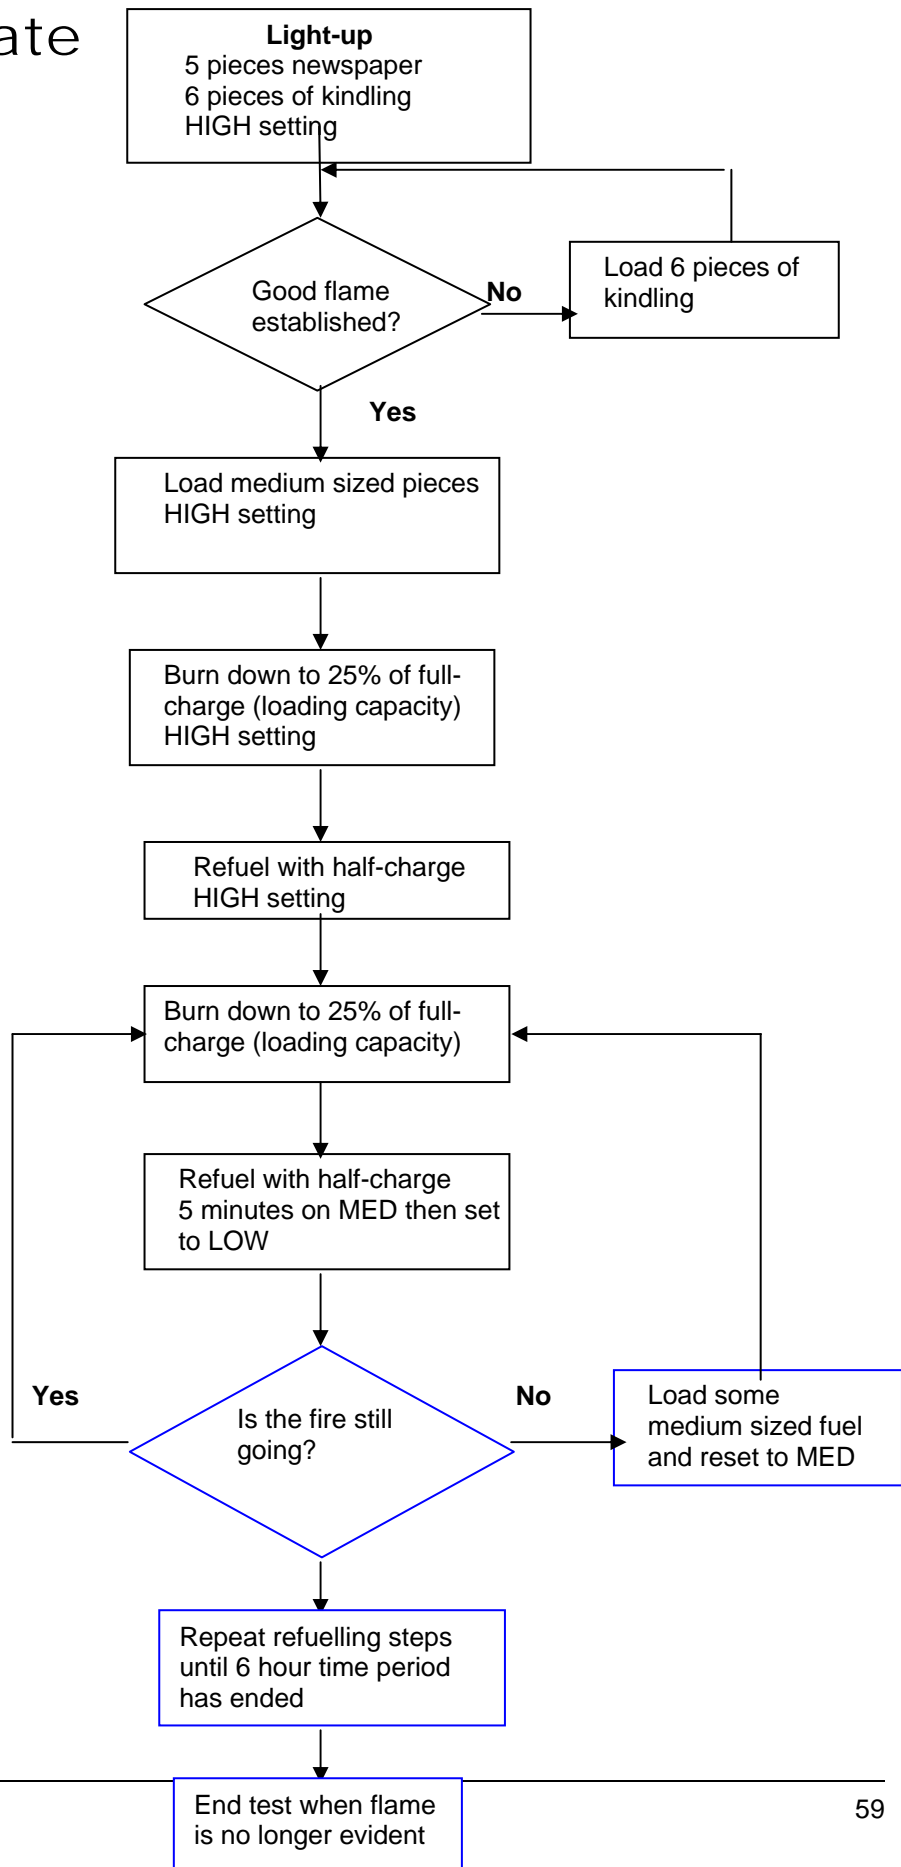 ate
Light-up
5 pieces newspaper
6 pieces of kindling
HIGH setting
Good flame
established?
No
Load 6 pieces of
kindling
Yes
Load medium sized pieces
HIGH setting
Burn down to 25% of full-
charge (loading capacity)
HIGH setting
Refuel with half-charge
HIGH setting
Burn down to 25% of full-
charge (loading capacity)
Refuel with half-charge
5 minutes on MED then set
to LOW
Yes
Is the fire still
going?
No
Load some
medium sized fuel
and reset to MED
Repeat refuelling steps
until 6 hour time period
has ended
End test when flame
is no longer evident
59